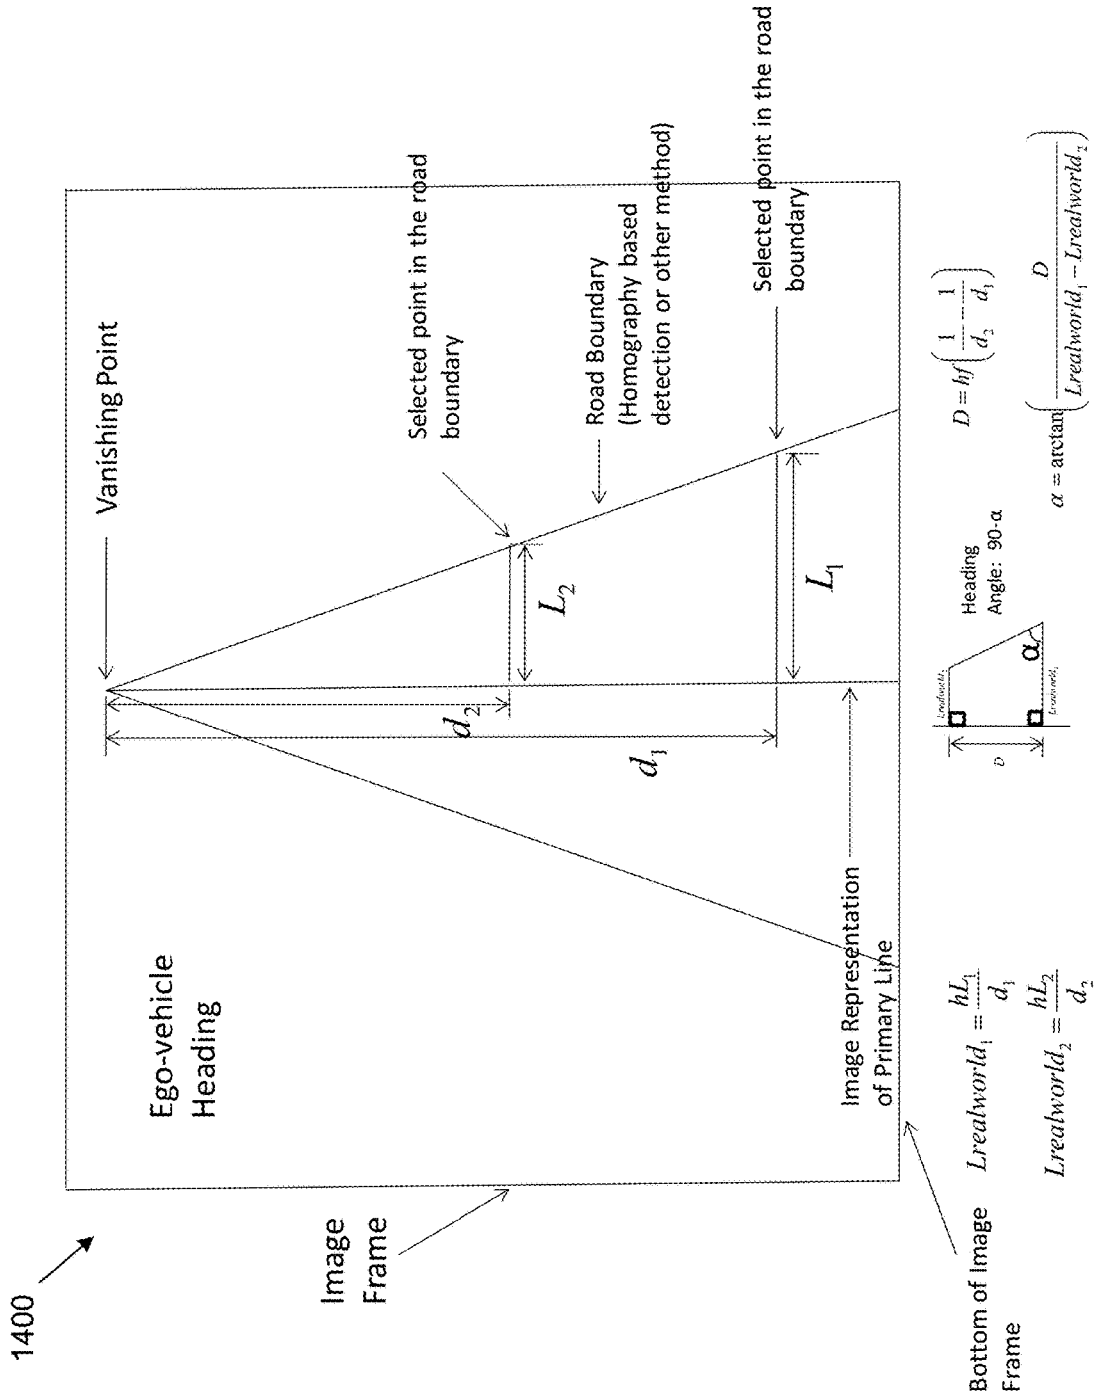 1400
Vanishing Point
Ego-vehicle
Heading
Image
Frame
Selected point in the road
boundary
Road Boundary
(Homography based
detection or other method)
Selected point in the road
boundary
d₂
L₂
d₁
L₁
Image Representation
of Primary Line
Bottom of Image
Frame
Lrealworld₁ = hL₁/d₁
Lrealworld₂ = hL₂/d₂
D
α
Heading
Angle: 90-α
D = hf(1/d₂ - 1/d₁)
α = arctan(D/(Lrealworld₁ - Lrealworld₂))